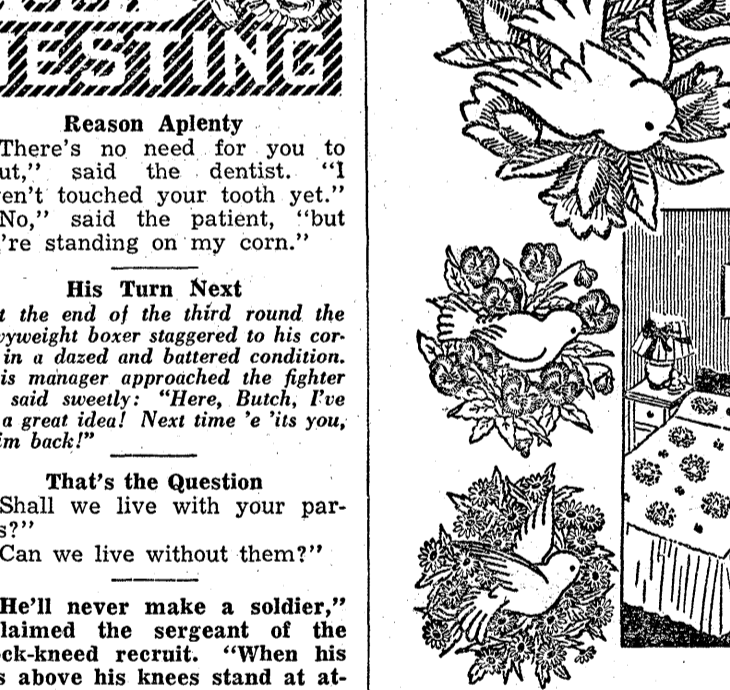 JESTING
Reason Aplenty
There's no need for you to
ut," said the dentist. "I
en't touched your tooth yet."
No," said the patient, "but
're standing on my corn."
His Turn Next
t the end of the third round the
vyweight boxer staggered to his cor-
in a dazed and battered condition.
is manager approached the fighter
said sweetly: "Here, Butch, I've
a great idea! Next time 'e 'its you,
im back!"
That's the Question
Shall we live with your par-
s?"
Can we live without them?"
He'll never make a soldier,"
laimed the sergeant of the
ck-kneed recruit. "When his
s above his knees stand at at-